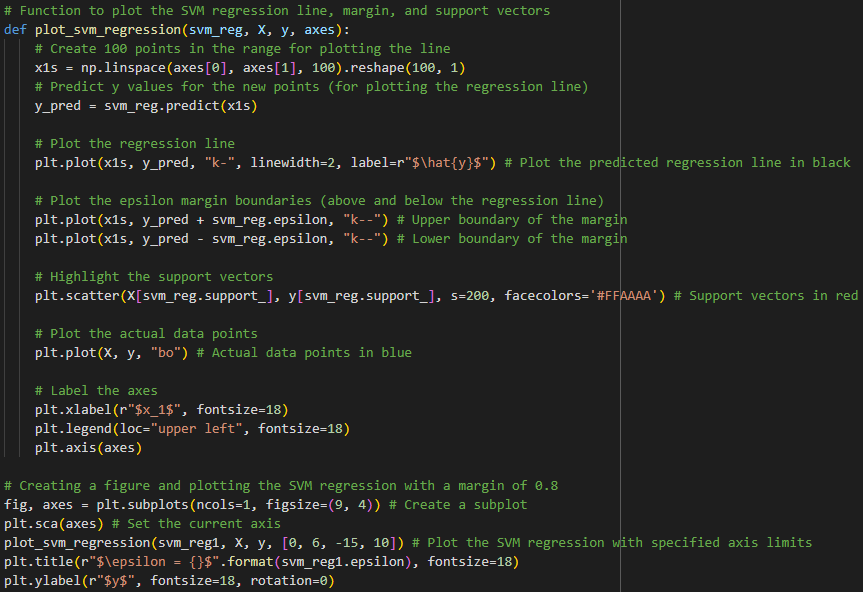 # Function to plot the SVM regression line, margin, and support vectors
def plot_svm_regression(svm_reg, X, y, axes):
    # Create 100 points in the range for plotting the line
    x1s = np.linspace(axes[0], axes[1], 100).reshape(100, 1)
    # Predict y values for the new points (for plotting the regression line)
    y_pred = svm_reg.predict(x1s)

    # Plot the regression line
    plt.plot(x1s, y_pred, "k-", linewidth=2, label=r"$\hat{y}$") # Plot the predicted regression line in black

    # Plot the epsilon margin boundaries (above and below the regression line)
    plt.plot(x1s, y_pred + svm_reg.epsilon, "k--") # Upper boundary of the margin
    plt.plot(x1s, y_pred - svm_reg.epsilon, "k--") # Lower boundary of the margin

    # Highlight the support vectors
    plt.scatter(X[svm_reg.support_], y[svm_reg.support_], s=200, facecolors='#FFAAAA') # Support vectors in red

    # Plot the actual data points
    plt.plot(X, y, "bo") # Actual data points in blue

    # Label the axes
    plt.xlabel(r"$x_1$", fontsize=18)
    plt.legend(loc="upper left", fontsize=18)
    plt.axis(axes)

# Creating a figure and plotting the SVM regression with a margin of 0.8
fig, axes = plt.subplots(ncols=1, figsize=(9, 4)) # Create a subplot
plt.sca(axes) # Set the current axis
plot_svm_regression(svm_reg1, X, y, [0, 6, -15, 10]) # Plot the SVM regression with specified axis limits
plt.title(r"$\epsilon = {}$".format(svm_reg1.epsilon), fontsize=18)
plt.ylabel(r"$y$", fontsize=18, rotation=0)